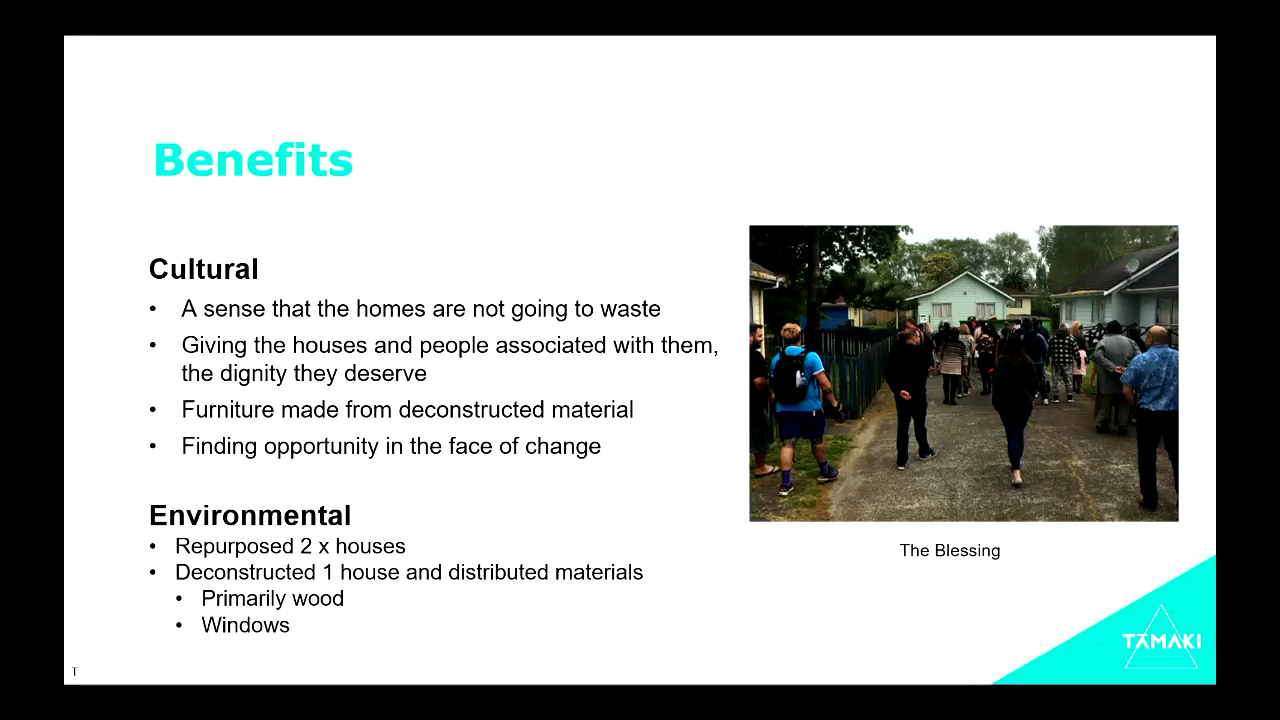 Benefits
Cultural
• A sense that the homes are not going to waste
• Giving the houses and people associated with them,
the dignity they deserve
• Furniture made from deconstructed material
• Finding opportunity in the face of change
Environmental
• Repurposed 2 x houses
• Deconstructed 1 house and distributed materials
• Primarily wood
• Windows
The Blessing
TĀMAKI
T